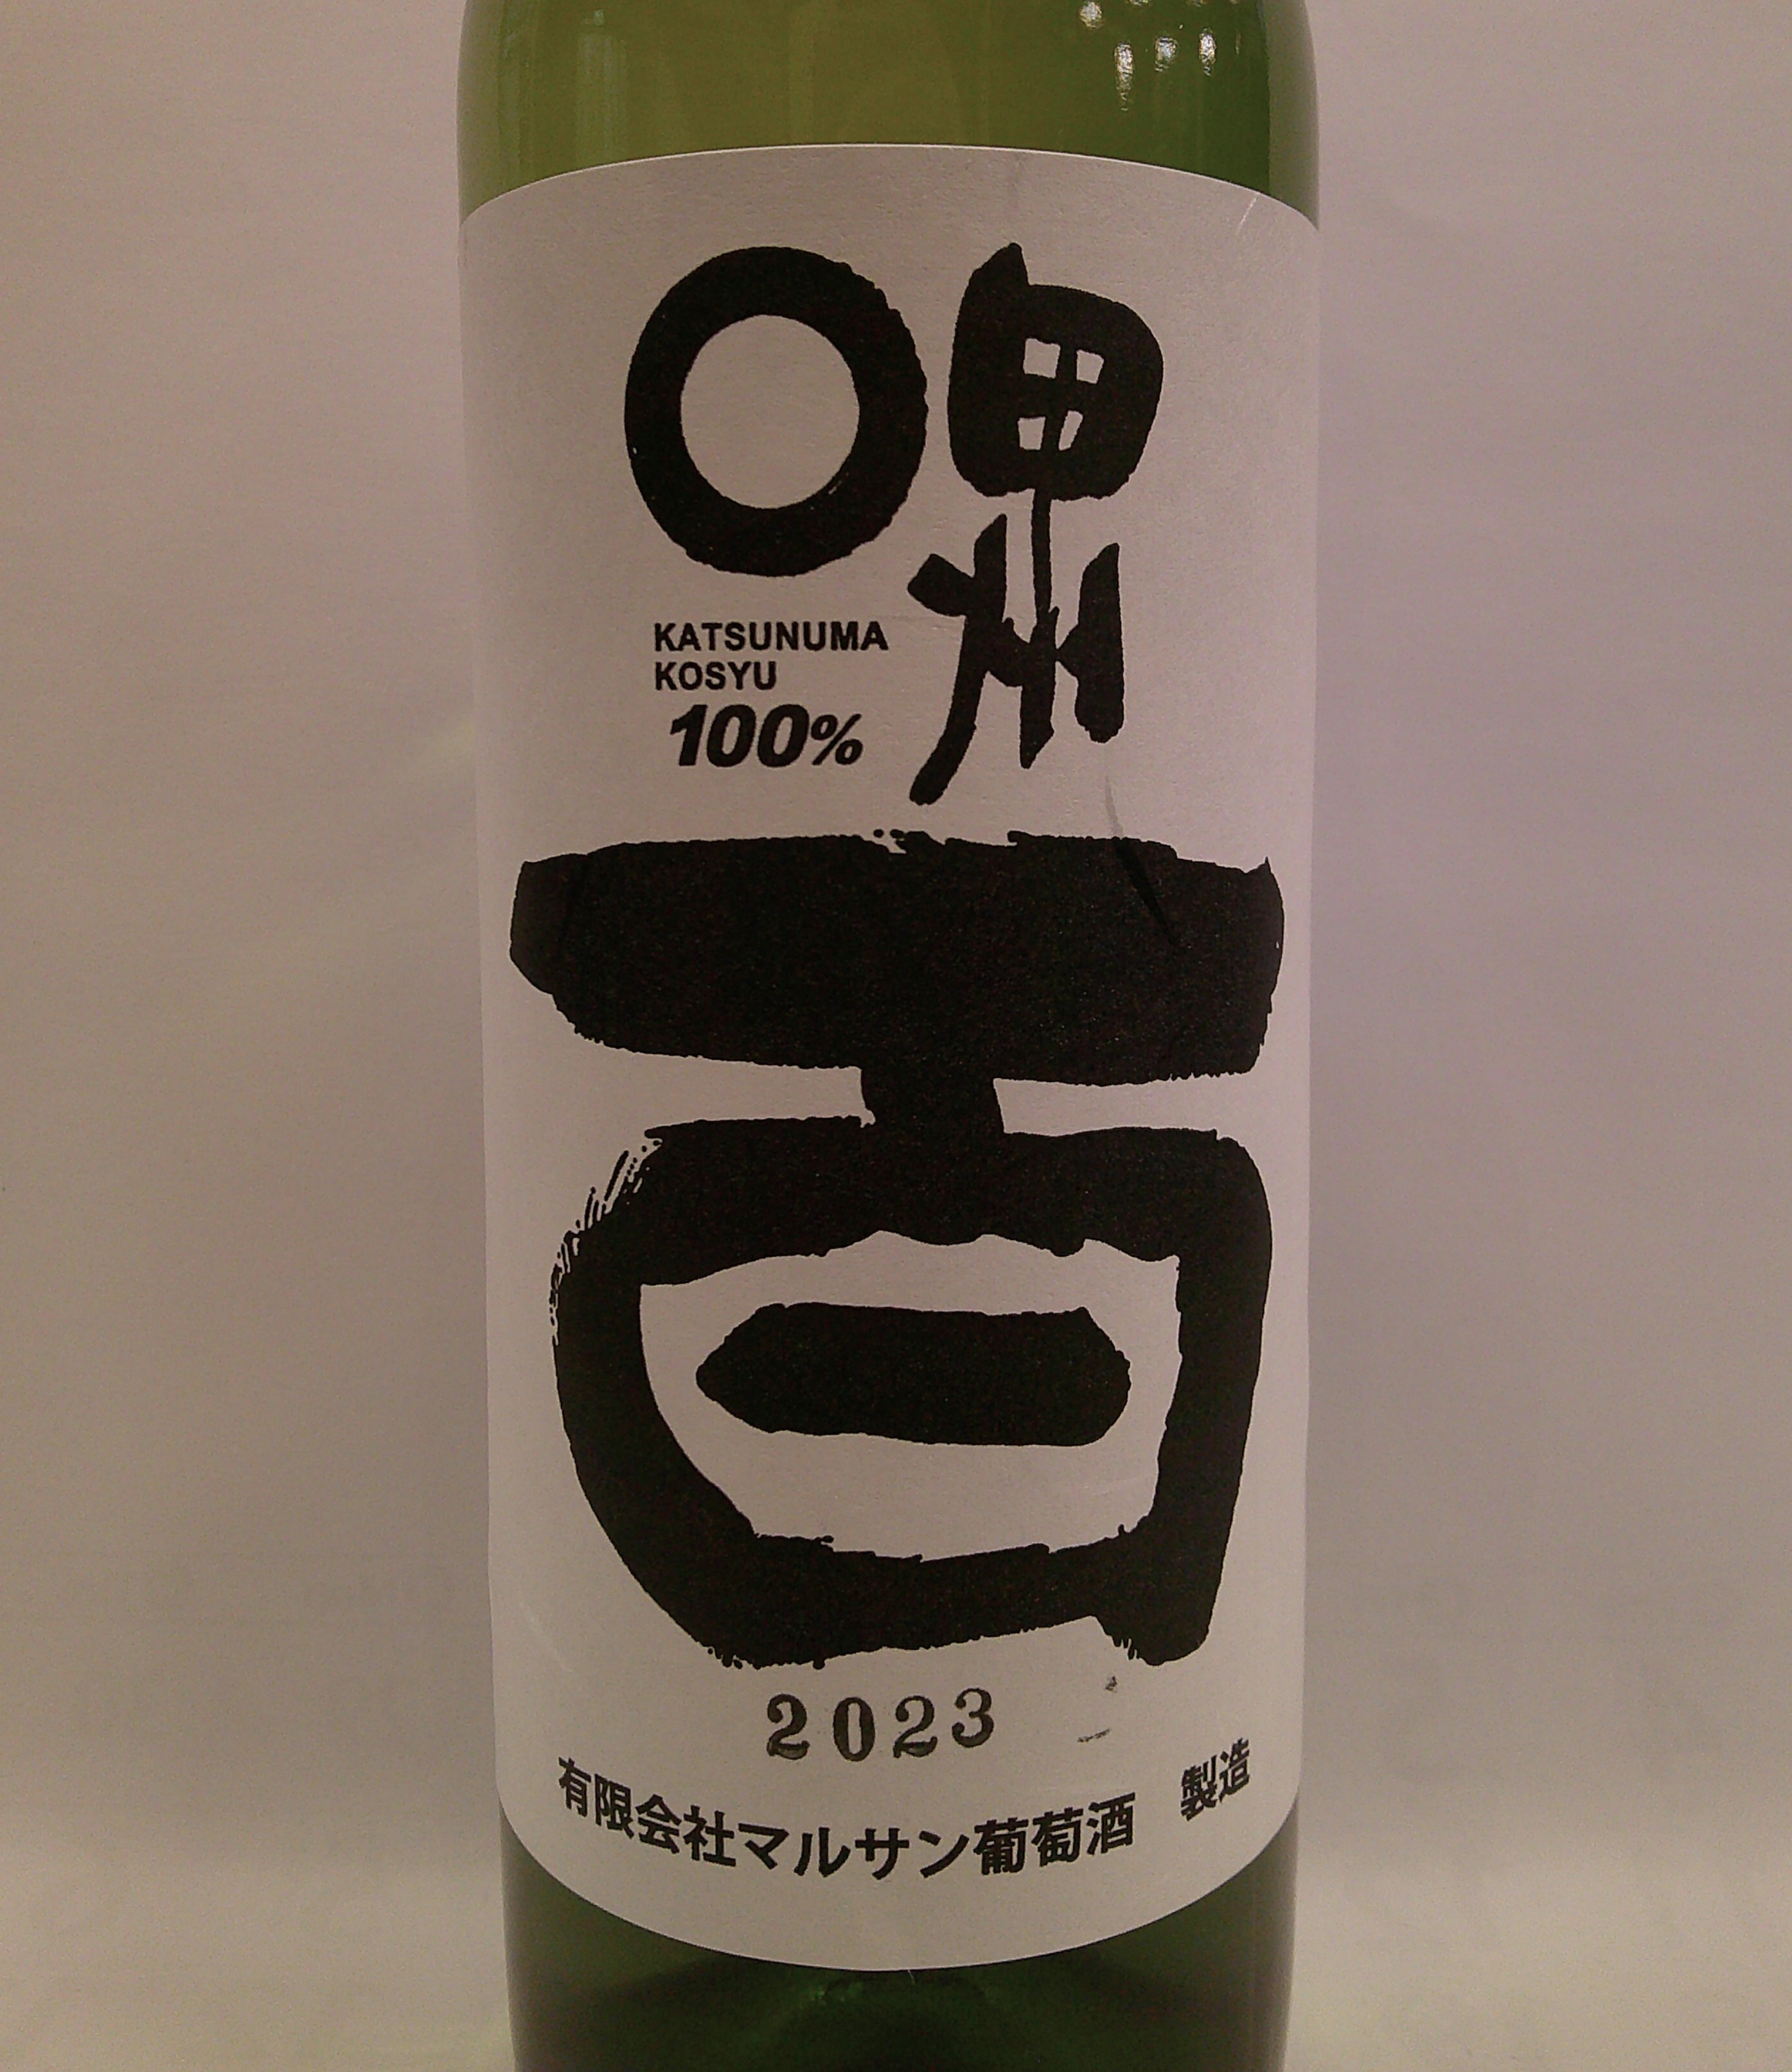 甲州
○
KATSUNUMA
KOSYU
100%
百
2023
有限会社マルサン葡萄酒 製造